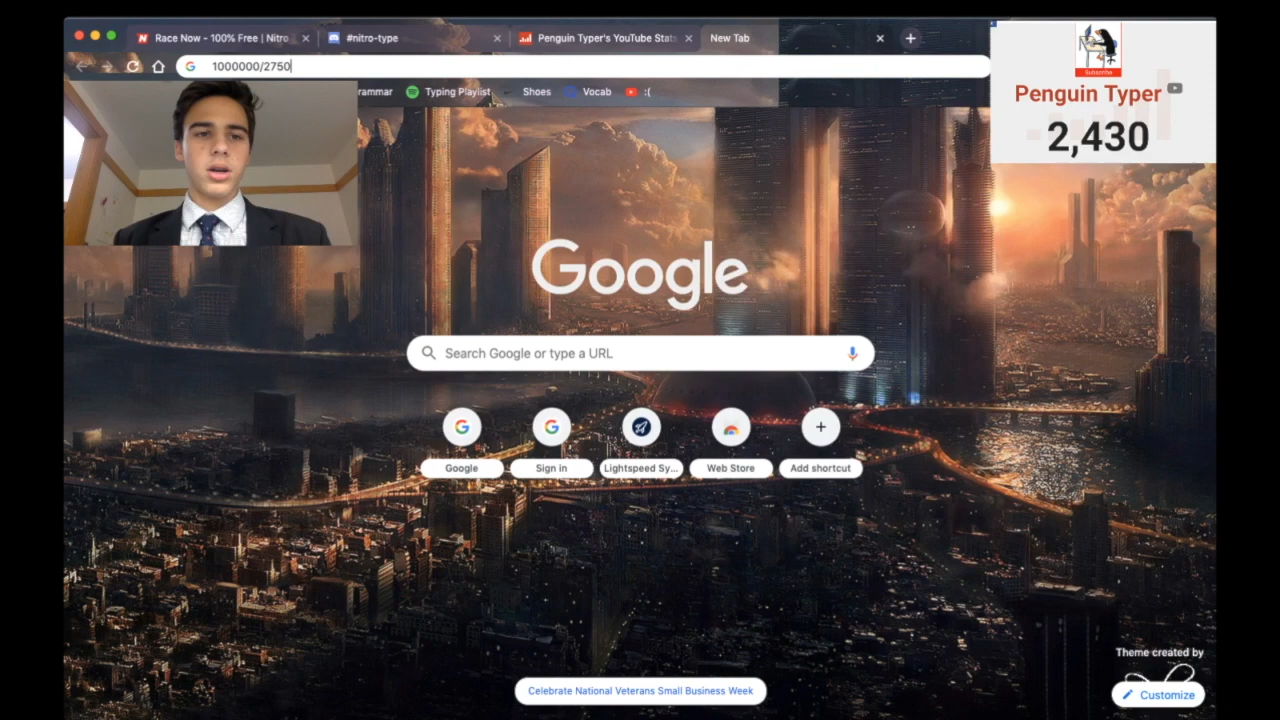 Race Now - 100% Free | Nitro
#nitro-type
Penguin Typer's YouTube Stats
New Tab
1000000/2750
rammar
Typing Playlist
Shoes
Vocab
:(
Subscribe
Penguin Typer
2,430
Google
Search Google or type a URL
Google
Sign in
Lightspeed Sy...
Web Store
Add shortcut
Theme created by
Celebrate National Veterans Small Business Week
Customize